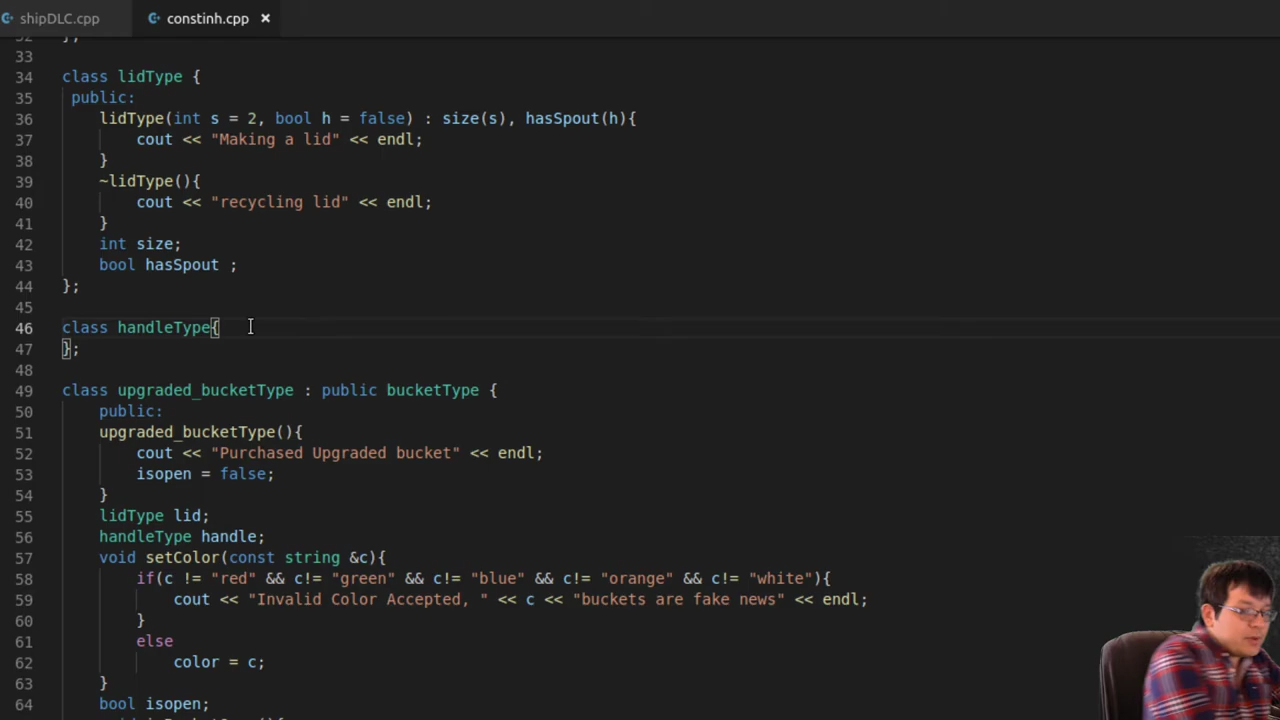 shipDLC.cpp constinh.cpp ×
32 };
33
34 class lidType {
35 public:
36 lidType(int s = 2, bool h = false) : size(s), hasSpout(h){
37 cout << "Making a lid" << endl;
38 }
39 ~lidType(){
40 cout << "recycling lid" << endl;
41 }
42 int size;
43 bool hasSpout ;
44 };
45
46 class handleType{
47 };
48
49 class upgraded_bucketType : public bucketType {
50 public:
51 upgraded_bucketType(){
52 cout << "Purchased Upgraded bucket" << endl;
53 isopen = false;
54 }
55 lidType lid;
56 handleType handle;
57 void setColor(const string &c){
58 if(c != "red" && c!= "green" && c!= "blue" && c!= "orange" && c!= "white"){
59 cout << "Invalid Color Accepted, " << c << "buckets are fake news" << endl;
60 }
61 else
62 color = c;
63 }
64 bool isopen;